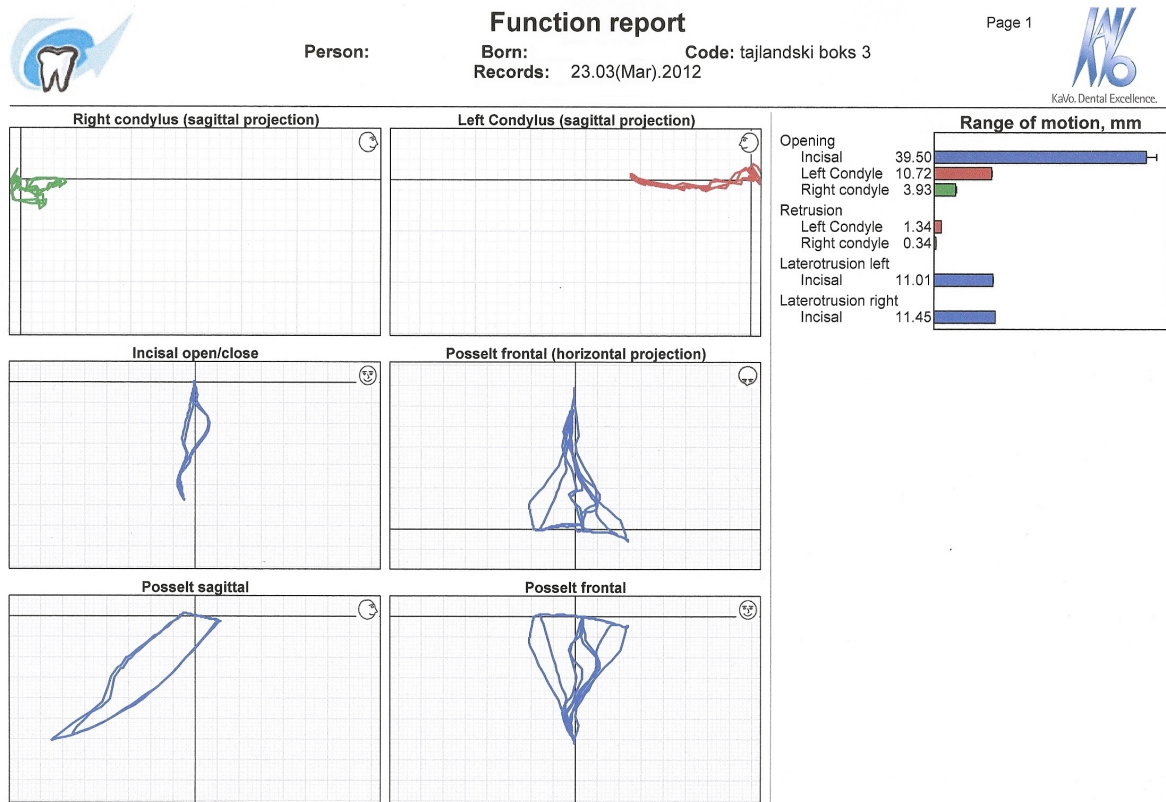 Function report
Page 1
Person: Born: Code: tajlandski boks 3
Records: 23.03(Mar).2012
KAVO
KaVo. Dental Excellence.
Right condylus (sagittal projection)
Left Condylus (sagittal projection)
Range of motion, mm
Opening
Incisal 39.50
Left Condyle 10.72
Right condyle 3.93
Retrusion
Left Condyle 1.34
Right condyle 0.34
Laterotrusion left
Incisal 11.01
Laterotrusion right
Incisal 11.45
Incisal open/close
Posselt frontal (horizontal projection)
Posselt sagittal
Posselt frontal